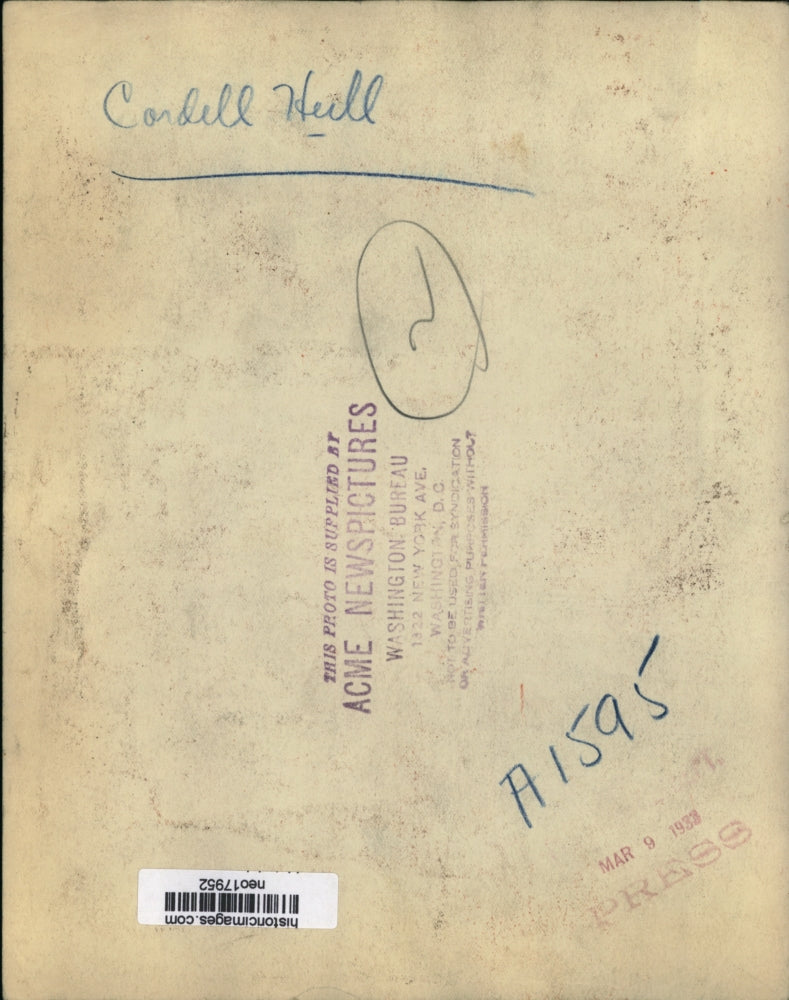 Cordell Hull
2
THIS PHOTO IS SUPPLIED BY
ACME NEWSPICTURES
WASHINGTON BUREAU
1322 NEW YORK AVE.
WASHINGTON, D.C.
NOT TO BE USED FOR SYNDICATION
OR ADVERTISING PURPOSES WITHOUT
WRITTEN PERMISSION
A1595
MAR 9 1933
PRESS
historicimages.com
neo17952